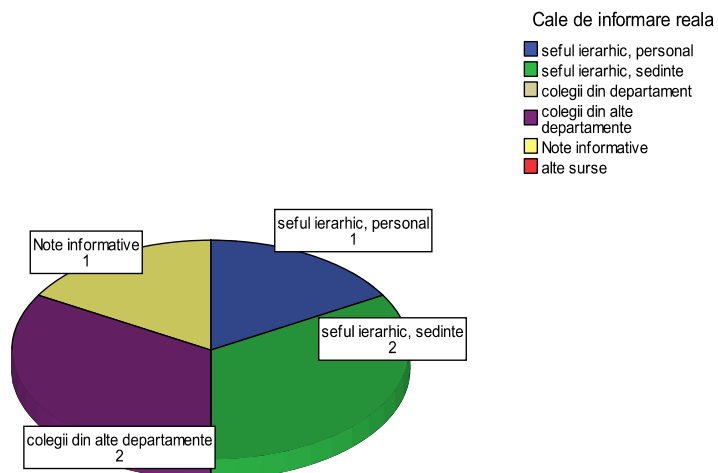 Cale de informare reala
seful ierarhic, personal
seful ierarhic, sedinte
colegii din departament
colegii din alte
departamente
Note informative
alte surse
seful ierarhic, personal
1
Note informative
1
seful ierarhic, sedinte
2
colegii din alte departamente
2